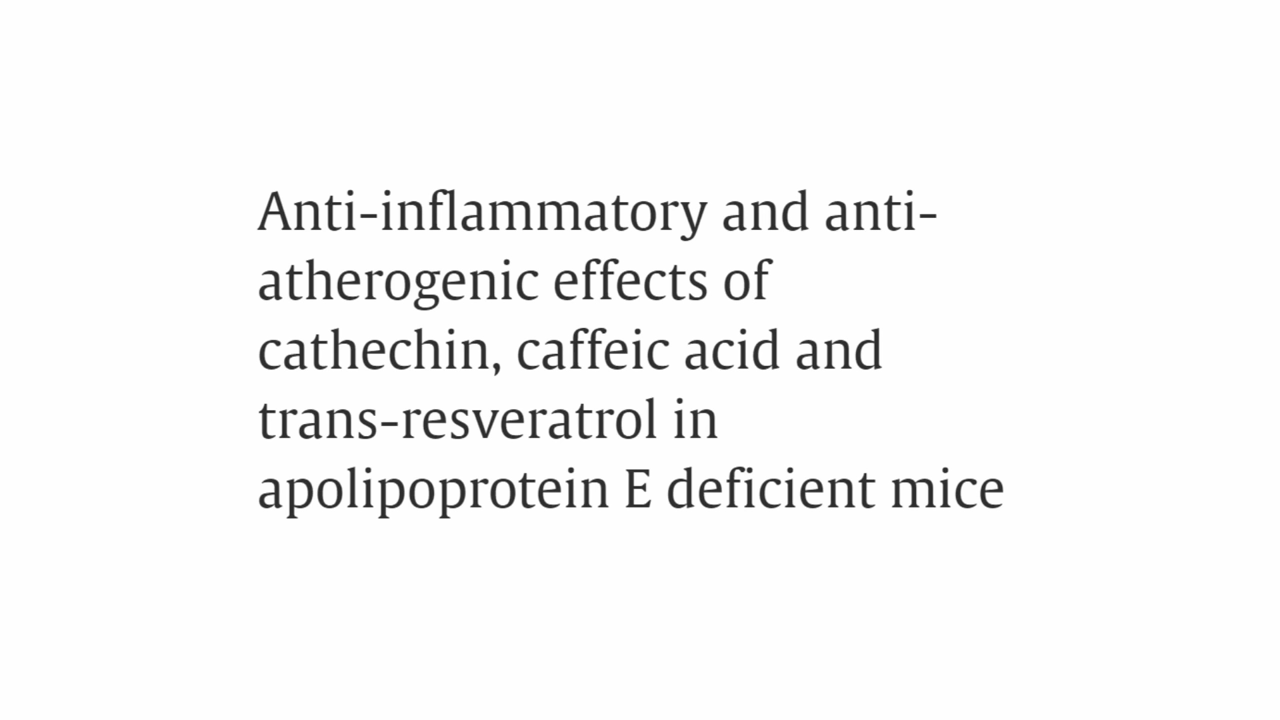 Anti-inflammatory and anti-
atherogenic effects of
cathechin, caffeic acid and
trans-resveratrol in
apolipoprotein E deficient mice